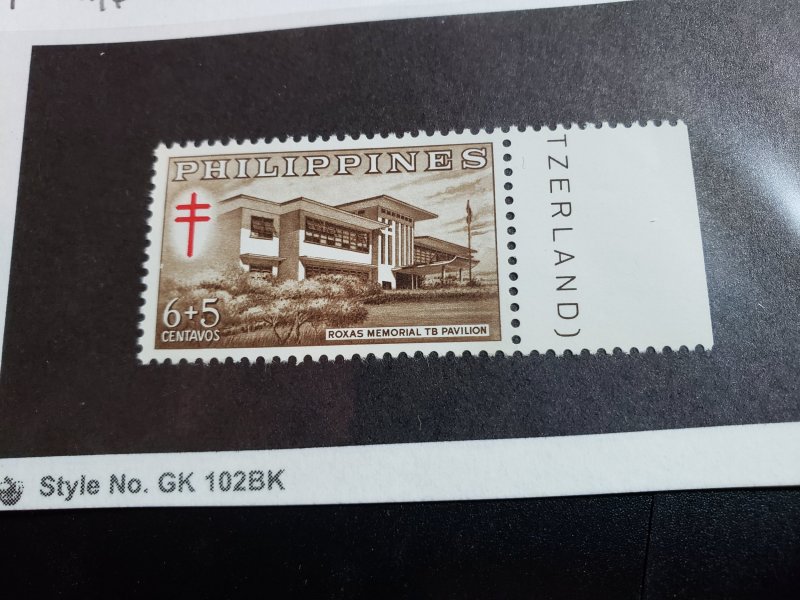 PHILIPPINES
6+5
CENTAVOS
ROXAS MEMORIAL TB PAVILION
TZERLAND)
Style No. GK 102BK